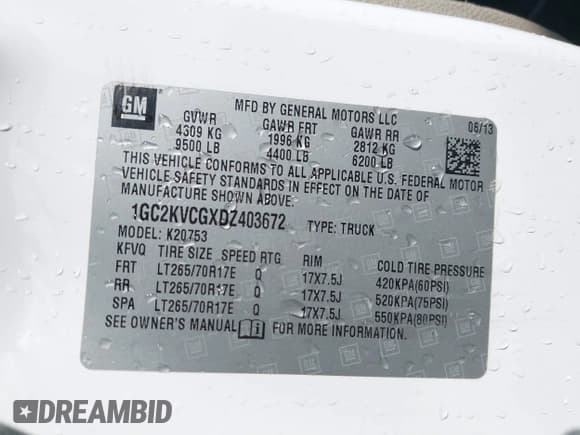 GM
MFD BY GENERAL MOTORS LLC
06/13
GVWR GAWR FRT GAWR RR
4309 KG 1996 KG 2812 KG
9500 LB 4400 LB 6200 LB
THIS VEHICLE CONFORMS TO ALL APPLICABLE U.S. FEDERAL MOTOR
VEHICLE SAFETY STANDARDS IN EFFECT ON THE DATE OF
MANUFACTURE SHOWN ABOVE.
1GC2KVCGXDZ403672 TYPE: TRUCK
MODEL: K20753
KFVQ TIRE SIZE SPEED RTG RIM COLD TIRE PRESSURE
FRT LT265/70R17E Q 17X7.5J 420KPA(60PSI)
RR LT265/70R17E Q 17X7.5J 520KPA(75PSI)
SPA LT265/70R17E Q 17X7.5J 550KPA(80PSI)
SEE OWNER'S MANUAL FOR MORE INFORMATION.
DREAMBID